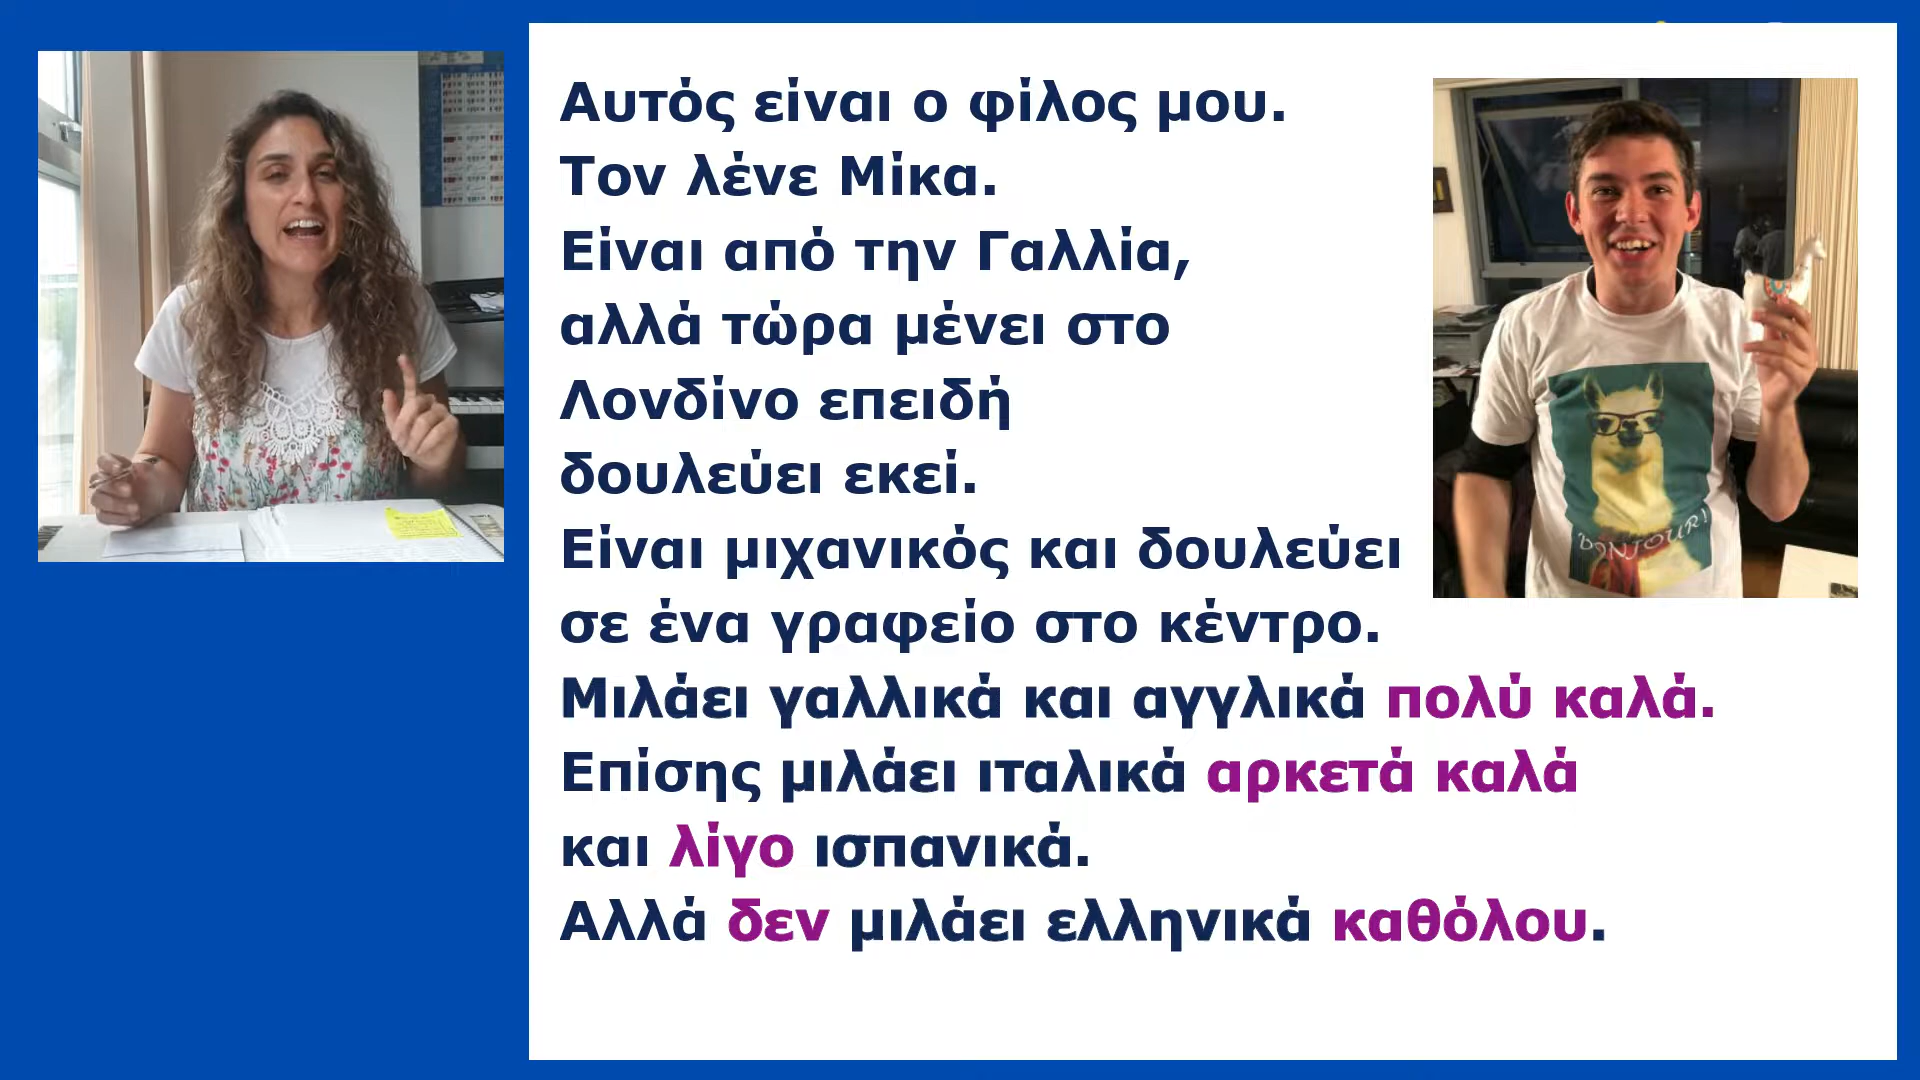 Αυτός είναι ο φίλος μου.
Τον λένε Μίκα.
Είναι από την Γαλλία,
αλλά τώρα μένει στο
Λονδίνο επειδή
δουλεύει εκεί.
Είναι μιχανικός και δουλεύει
σε ένα γραφείο στο κέντρο.
Μιλάει γαλλικά και αγγλικά πολύ καλά.
Επίσης μιλάει ιταλικά αρκετά καλά
και λίγο ισπανικά.
Αλλά δεν μιλάει ελληνικά καθόλου.
BONJOUR!